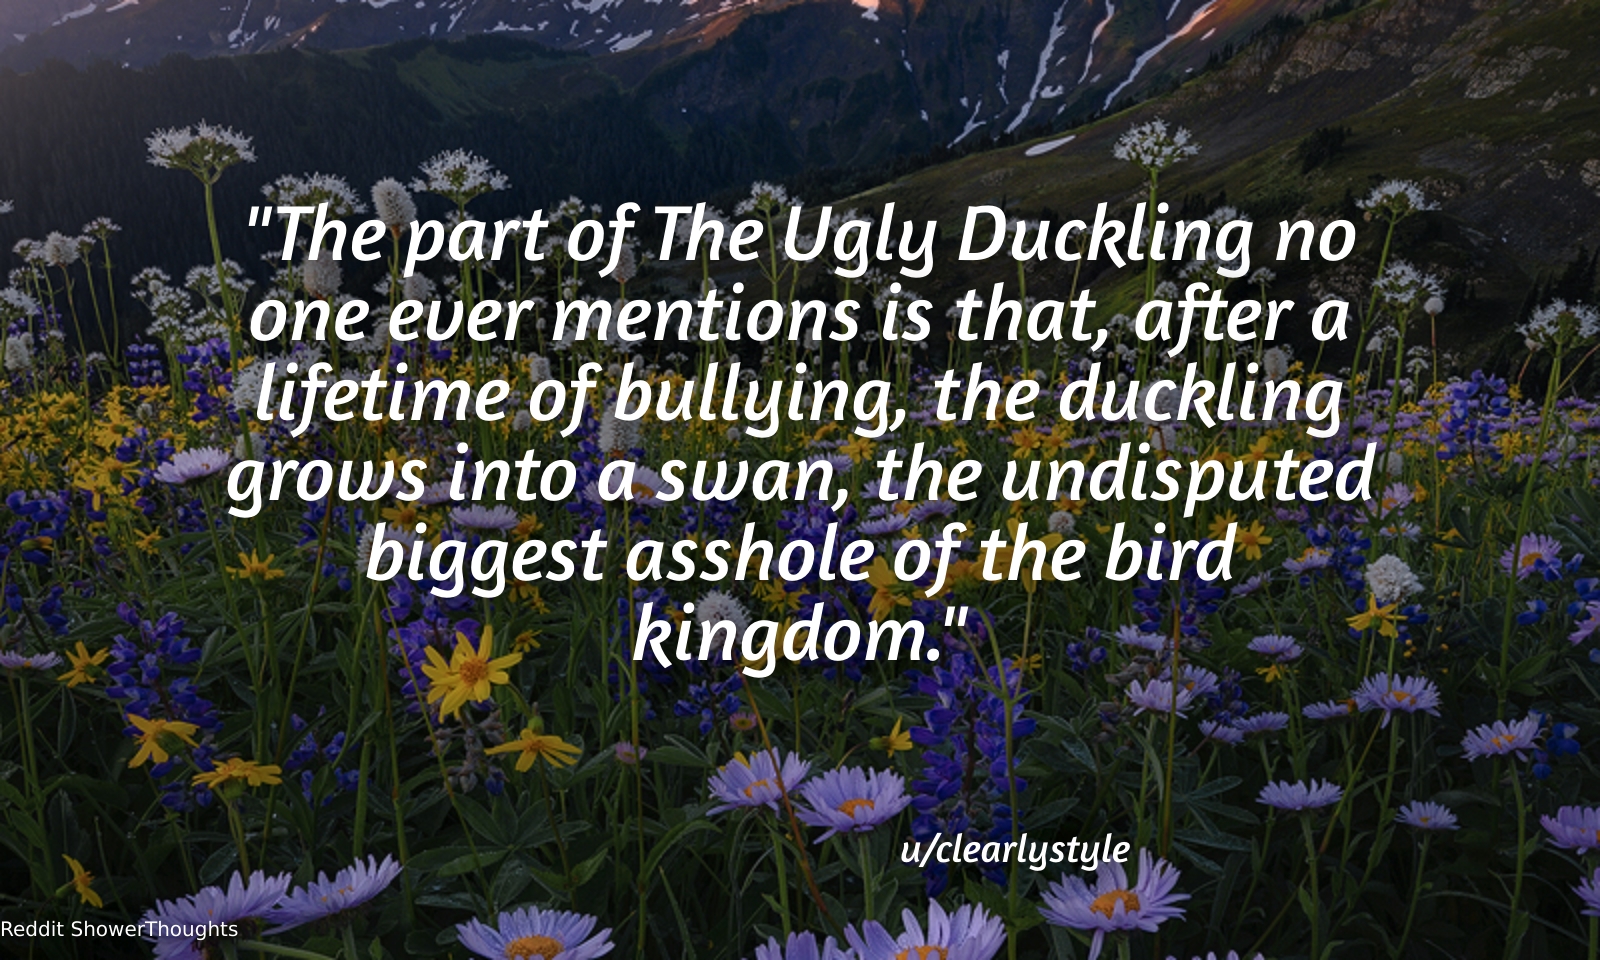 "The part of The Ugly Duckling no
one ever mentions is that, after a
lifetime of bullying, the duckling
grows into a swan, the undisputed
biggest asshole of the bird
kingdom."
u/clearlystyle
Reddit ShowerThoughts